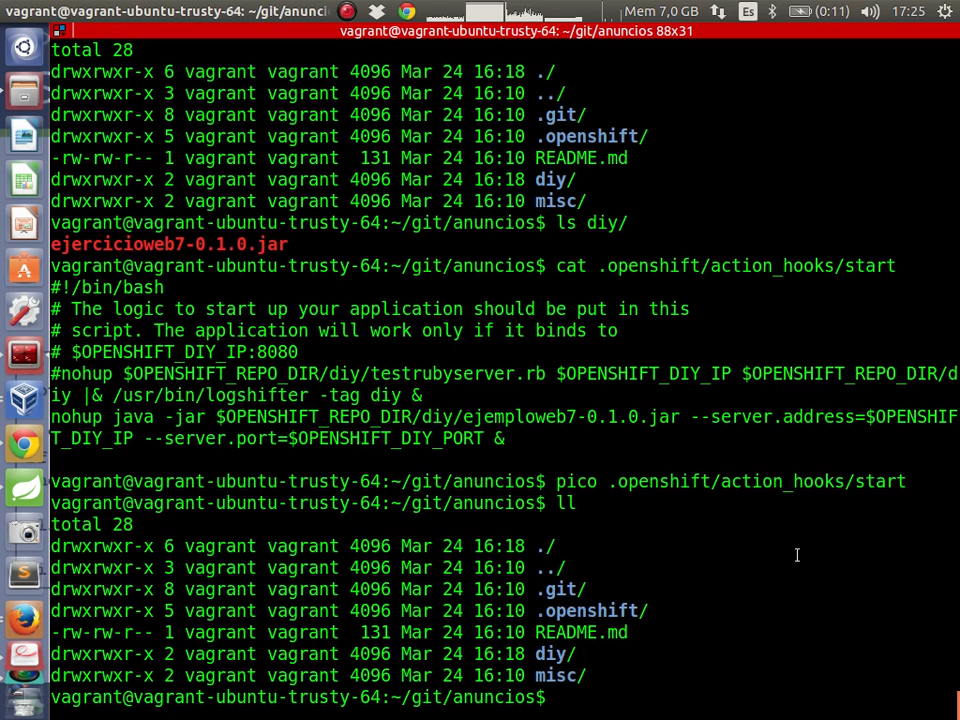 vagrant@vagrant-ubuntu-trusty-64: ~/git/anunci
Mem 7,0 GB
Es
(0:11)
17:25
vagrant@vagrant-ubuntu-trusty-64: ~/git/anuncios 88x31
total 28
drwxrwxr-x 6 vagrant vagrant 4096 Mar 24 16:18 ./
drwxrwxr-x 3 vagrant vagrant 4096 Mar 24 16:10 ../
drwxrwxr-x 8 vagrant vagrant 4096 Mar 24 16:10 .git/
drwxrwxr-x 5 vagrant vagrant 4096 Mar 24 16:10 .openshift/
-rw-rw-r-- 1 vagrant vagrant  131 Mar 24 16:10 README.md
drwxrwxr-x 2 vagrant vagrant 4096 Mar 24 16:18 diy/
drwxrwxr-x 2 vagrant vagrant 4096 Mar 24 16:10 misc/
vagrant@vagrant-ubuntu-trusty-64:~/git/anuncios$ ls diy/
ejercicioweb7-0.1.0.jar
vagrant@vagrant-ubuntu-trusty-64:~/git/anuncios$ cat .openshift/action_hooks/start
#!/bin/bash
# The logic to start up your application should be put in this
# script. The application will work only if it binds to
# $OPENSHIFT_DIY_IP:8080
#nohup $OPENSHIFT_REPO_DIR/diy/testrubyserver.rb $OPENSHIFT_DIY_IP $OPENSHIFT_REPO_DIR/d
iy |& /usr/bin/logshifter -tag diy &
nohup java -jar $OPENSHIFT_REPO_DIR/diy/ejemploweb7-0.1.0.jar --server.address=$OPENSHIF
T_DIY_IP --server.port=$OPENSHIFT_DIY_PORT &
vagrant@vagrant-ubuntu-trusty-64:~/git/anuncios$ pico .openshift/action_hooks/start
vagrant@vagrant-ubuntu-trusty-64:~/git/anuncios$ ll
total 28
drwxrwxr-x 6 vagrant vagrant 4096 Mar 24 16:18 ./
drwxrwxr-x 3 vagrant vagrant 4096 Mar 24 16:10 ../
drwxrwxr-x 8 vagrant vagrant 4096 Mar 24 16:10 .git/
drwxrwxr-x 5 vagrant vagrant 4096 Mar 24 16:10 .openshift/
-rw-rw-r-- 1 vagrant vagrant  131 Mar 24 16:10 README.md
drwxrwxr-x 2 vagrant vagrant 4096 Mar 24 16:18 diy/
drwxrwxr-x 2 vagrant vagrant 4096 Mar 24 16:10 misc/
vagrant@vagrant-ubuntu-trusty-64:~/git/anuncios$